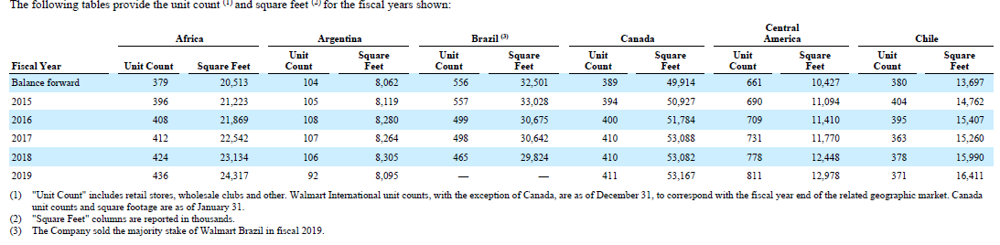 The following tables provide the unit count (1) and square feet (2) for the fiscal years shown:
Africa Argentina Brazil (3) Canada Central America Chile
Fiscal Year Unit Count Square Feet Unit Count Square Feet Unit Count Square Feet Unit Count Square Feet Unit Count Square Feet Unit Count Square Feet
Balance forward 379 20,513 104 8,062 556 32,501 389 49,914 661 10,427 380 13,697
2015 396 21,223 105 8,119 557 33,028 394 50,927 690 11,094 404 14,762
2016 408 21,869 108 8,280 499 30,675 400 51,784 709 11,410 395 15,407
2017 412 22,542 107 8,264 498 30,642 410 53,088 731 11,770 363 15,260
2018 424 23,134 106 8,305 465 29,824 410 53,082 778 12,448 378 15,990
2019 436 24,317 92 8,095 — — 411 53,167 811 12,978 371 16,411
(1) "Unit Count" includes retail stores, wholesale clubs and other. Walmart International unit counts, with the exception of Canada, are as of December 31, to correspond with the fiscal year end of the related geographic market. Canada
unit counts and square footage are as of January 31.
(2) "Square Feet" columns are reported in thousands.
(3) The Company sold the majority stake of Walmart Brazil in fiscal 2019.